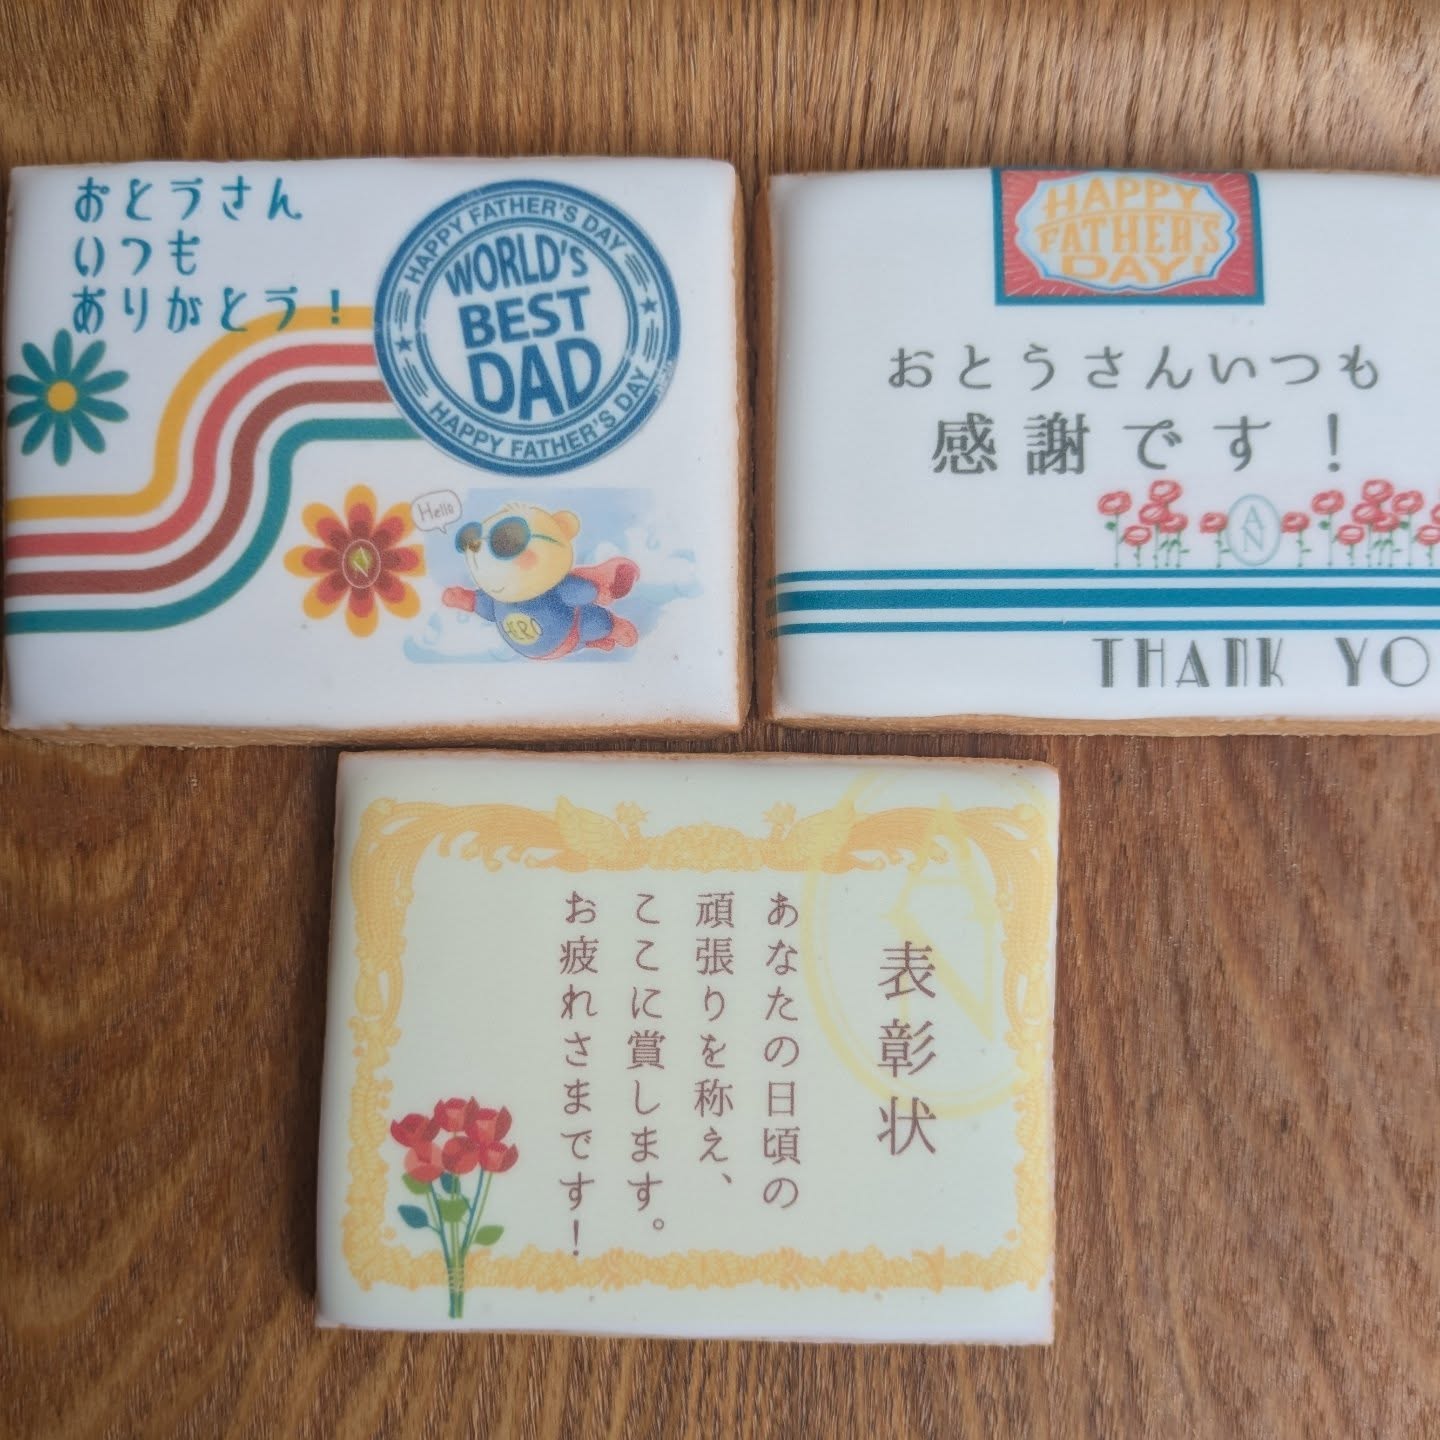 おとうさん
いつも
ありがとう!
HAPPY FATHER'S DAY
WORLD'S
BEST
DAD
HAPPY FATHER'S DAY
Hello
HAPPY
FATHER'S
DAY!
おとうさんいつも
感謝です!
AN
THANK YO
表彰状
あなたの日頃の
頑張りを称え、
ここに賞します。
お疲れさまです!